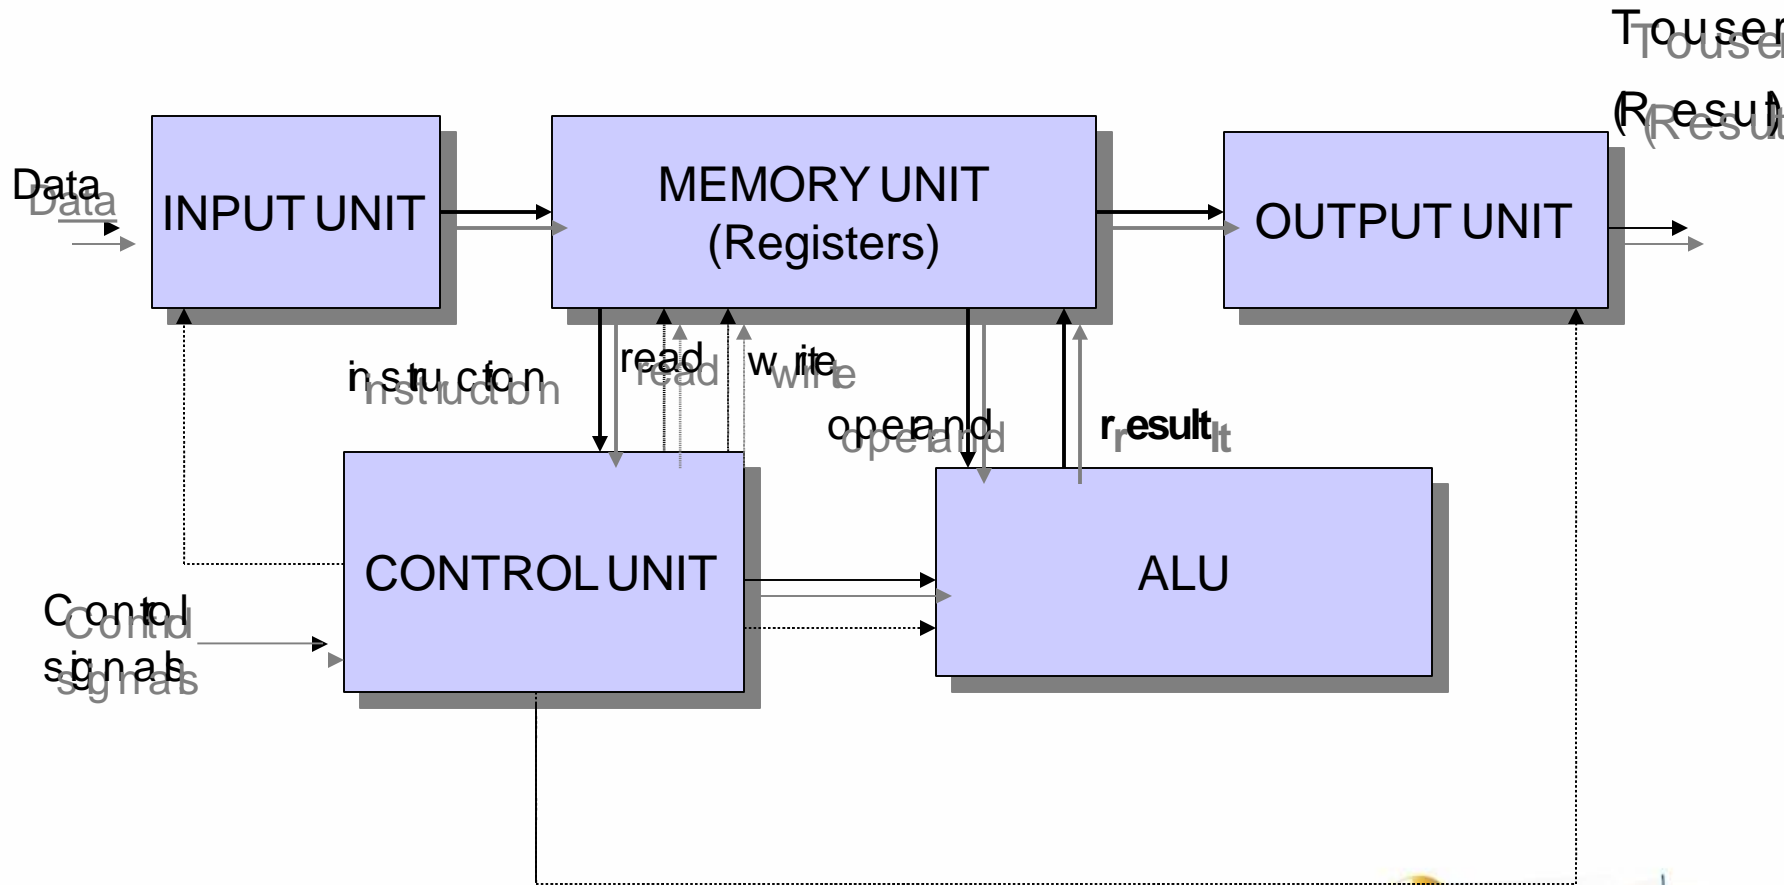 To user
(Result)
Data
INPUT UNIT
MEMORY UNIT
(Registers)
OUTPUT UNIT
instruction
read
write
operand
result
CONTROL UNIT
ALU
Control
signals